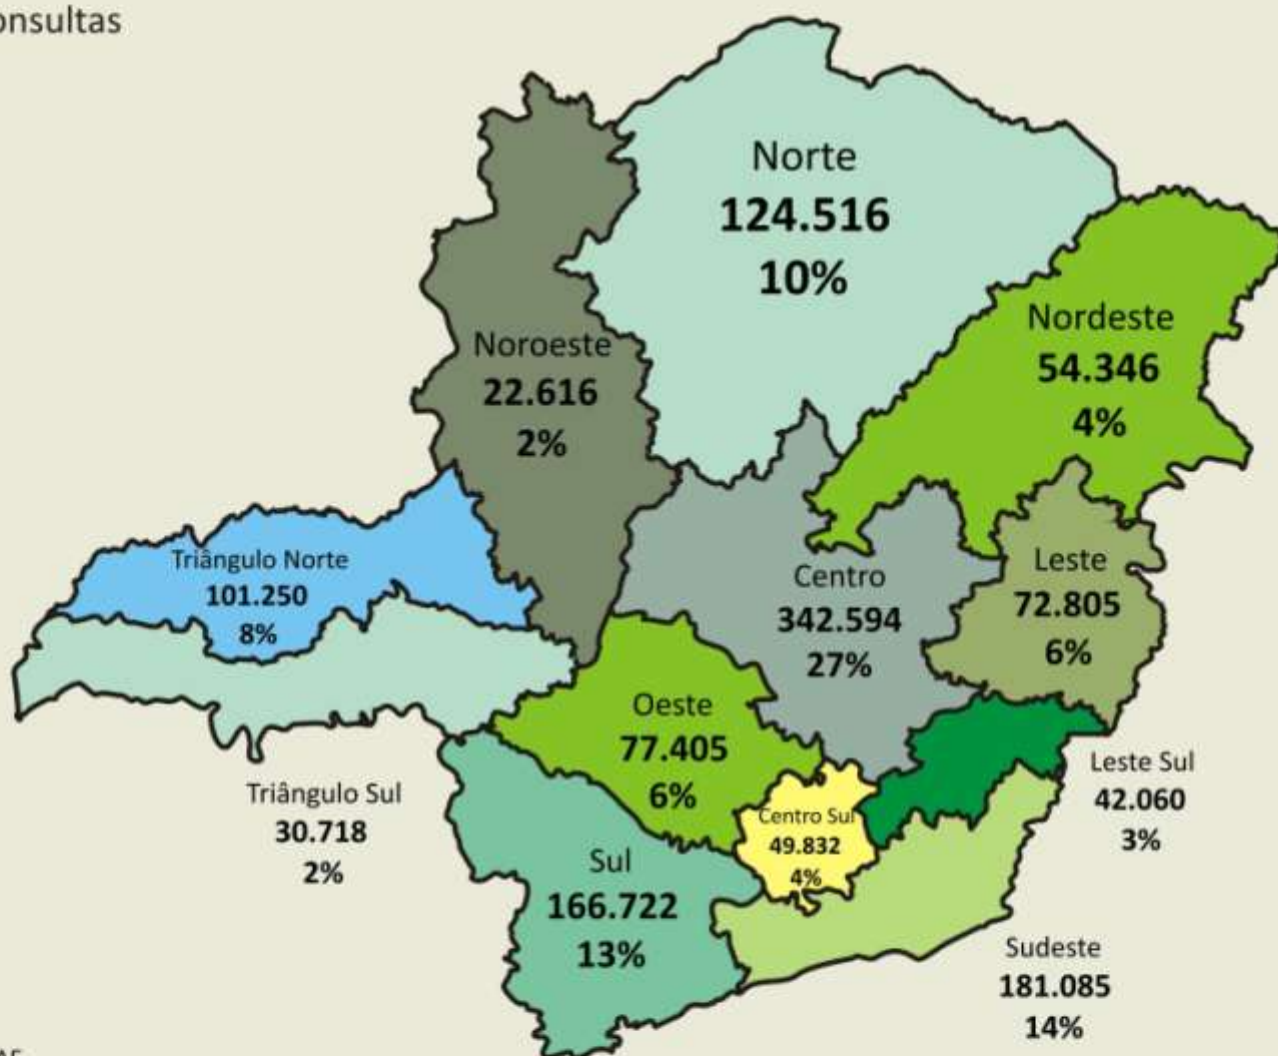 onsultas
Norte
124.516
10%
Nordeste
54.346
4%
Noroeste
22.616
2%
Triângulo Norte
101.250
8%
Centro
342.594
27%
Leste
72.805
6%
Oeste
77.405
6%
Triângulo Sul
30.718
2%
Leste Sul
42.060
3%
Centro Sul
49.832
4%
Sul
166.722
13%
Sudeste
181.085
14%